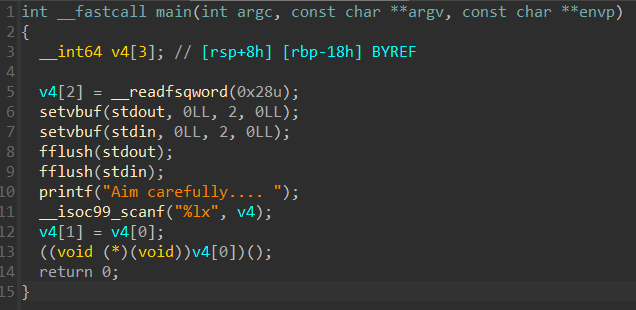 1 int __fastcall main(int argc, const char **argv, const char **envp)
2 {
3   __int64 v4[3]; // [rsp+8h] [rbp-18h] BYREF
4
5   v4[2] = __readfsqword(0x28u);
6   setvbuf(stdout, 0LL, 2, 0LL);
7   setvbuf(stdin, 0LL, 2, 0LL);
8   fflush(stdout);
9   fflush(stdin);
10   printf("Aim carefully.... ");
11   __isoc99_scanf("%lx", v4);
12   v4[1] = v4[0];
13   ((void (*)(void))v4[0])();
14   return 0;
15 }